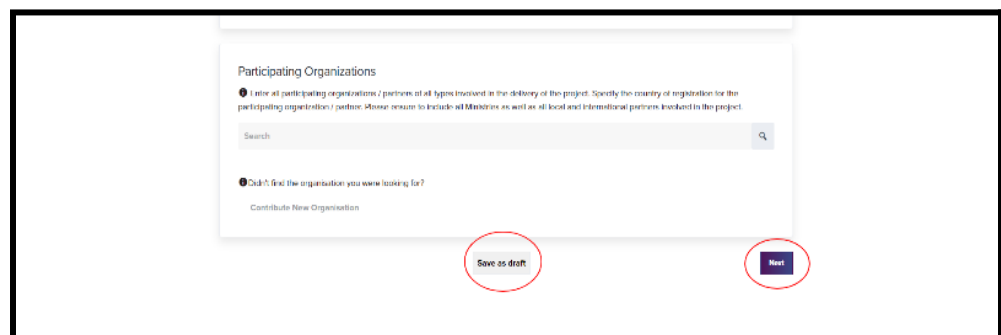 Participating Organizations
Enter all participating organizations / partners of all types involved in the delivery of the project. Specify the country of registration for the
participating organization / partner. Please ensure to include all Ministries as well as all local and international partners involved in the project.
Search
Didn't find the organisation you were looking for?
Contribute New Organisation
Save as draft
Next